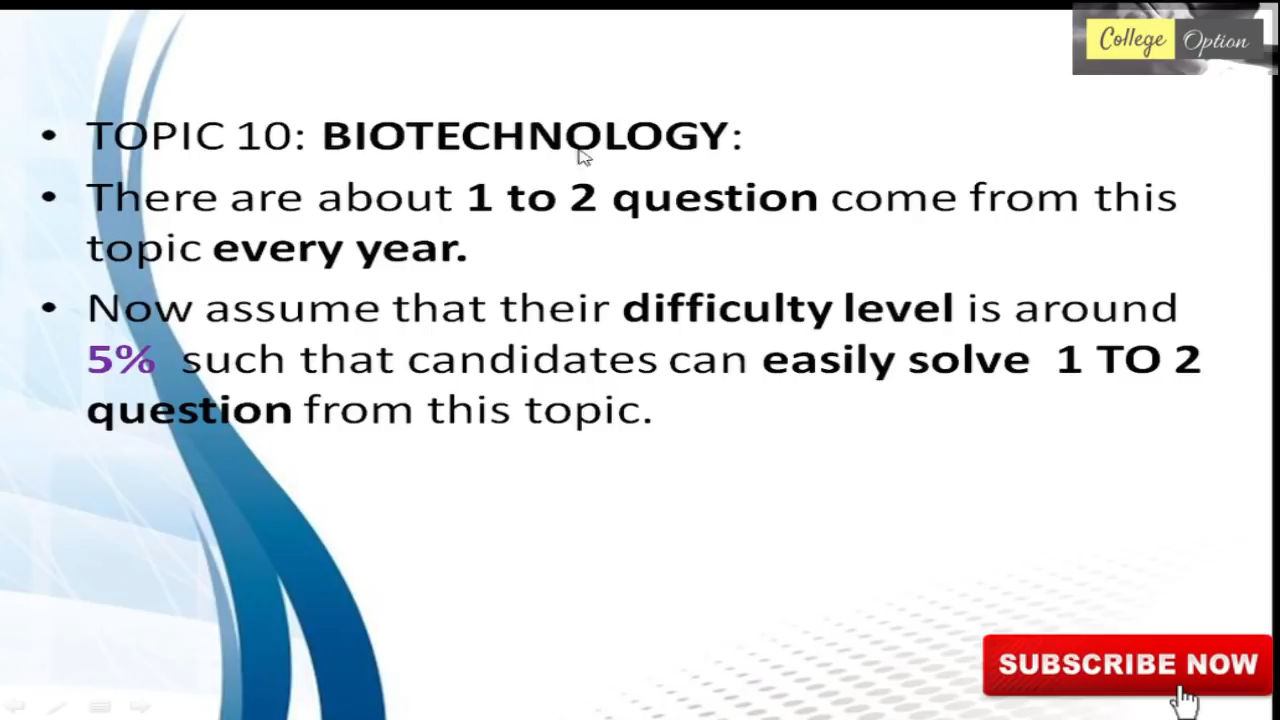 College Option
• TOPIC 10: BIOTECHNOLOGY:
• There are about 1 to 2 question come from this
topic every year.
• Now assume that their difficulty level is around
5% such that candidates can easily solve 1 TO 2
question from this topic.
SUBSCRIBE NOW